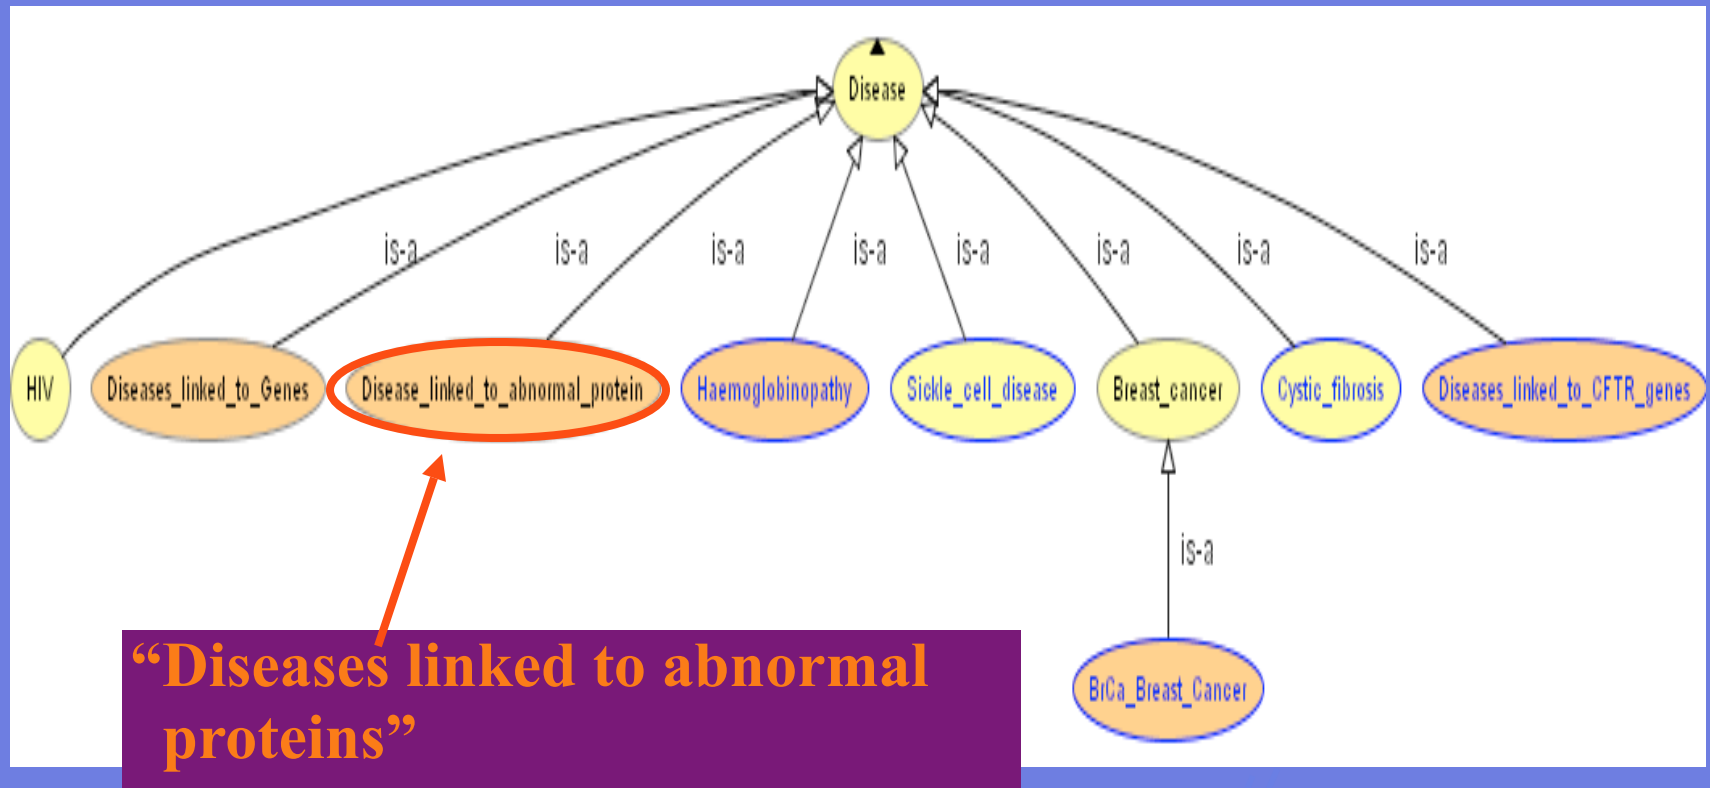 Disease
is-a is-a is-a is-a is-a is-a is-a is-a
HIV Diseases_linked_to_Genes Disease_linked_to_abnormal_protein Haemoglobinopathy Sickle_cell_disease Breast_cancer Cystic_fibrosis Diseases_linked_to_CFTR_genes
is-a
“Diseases linked to abnormal
proteins”
BrCa_Breast_Cancer